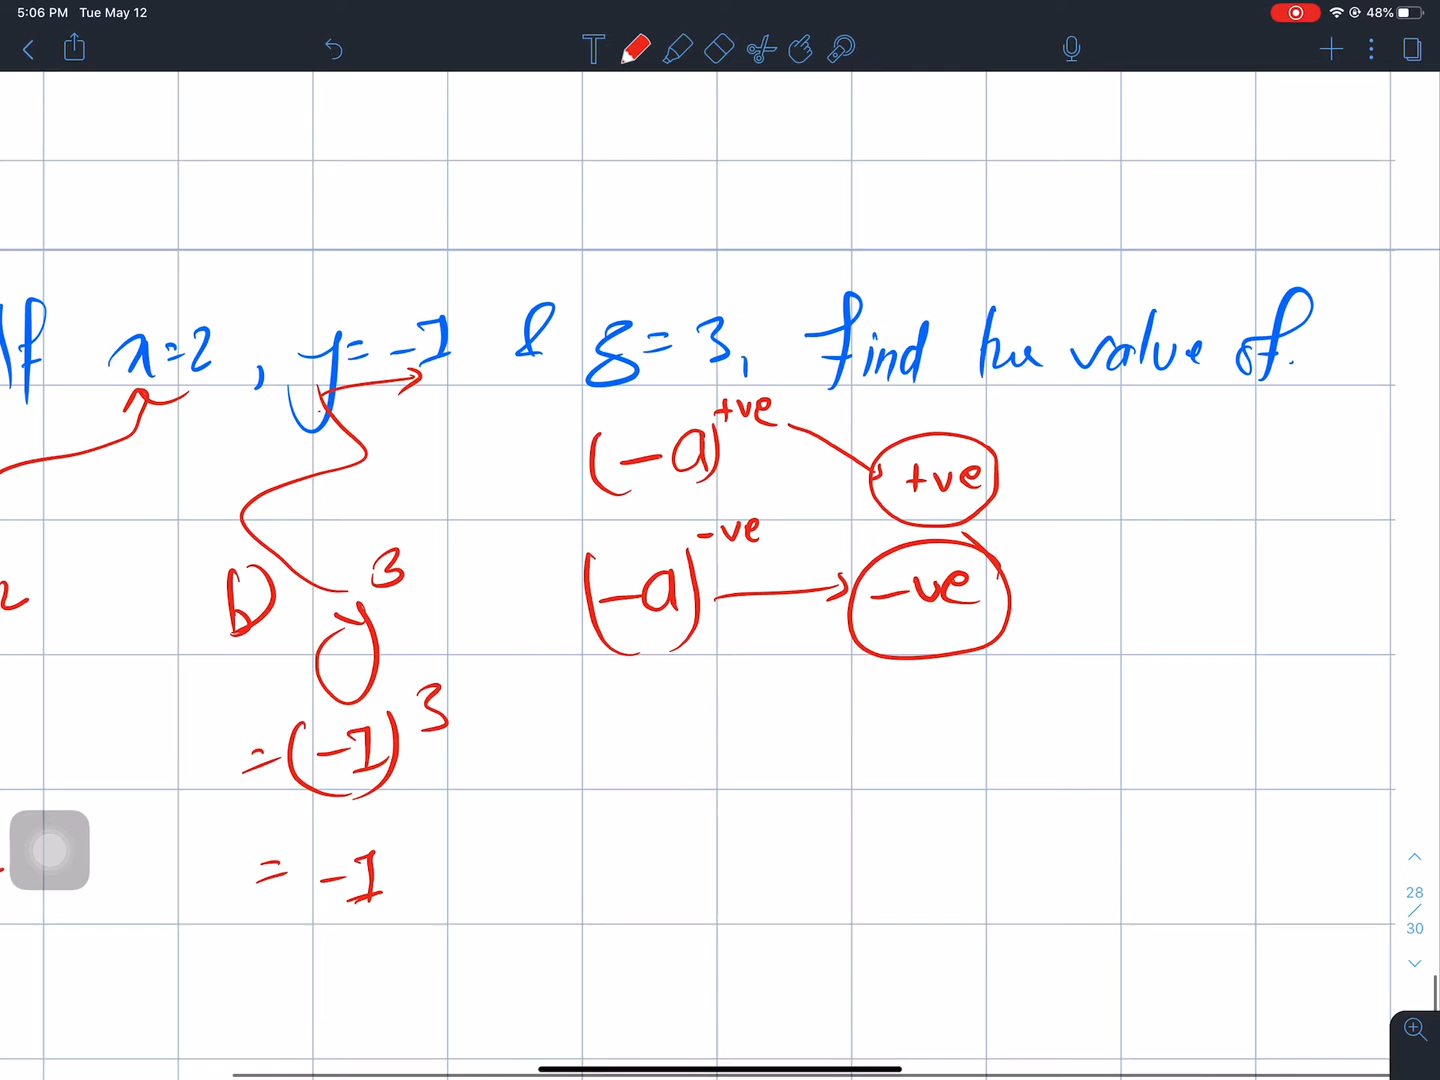 5:06 PM Tue May 12
48%
T
If x=2, y=-1 & z=3, find the value of.
(-a)^+ve → +ve
(-a)^-ve → -ve
b) y^3
=(-1)^3
= -1
2
28
/
30